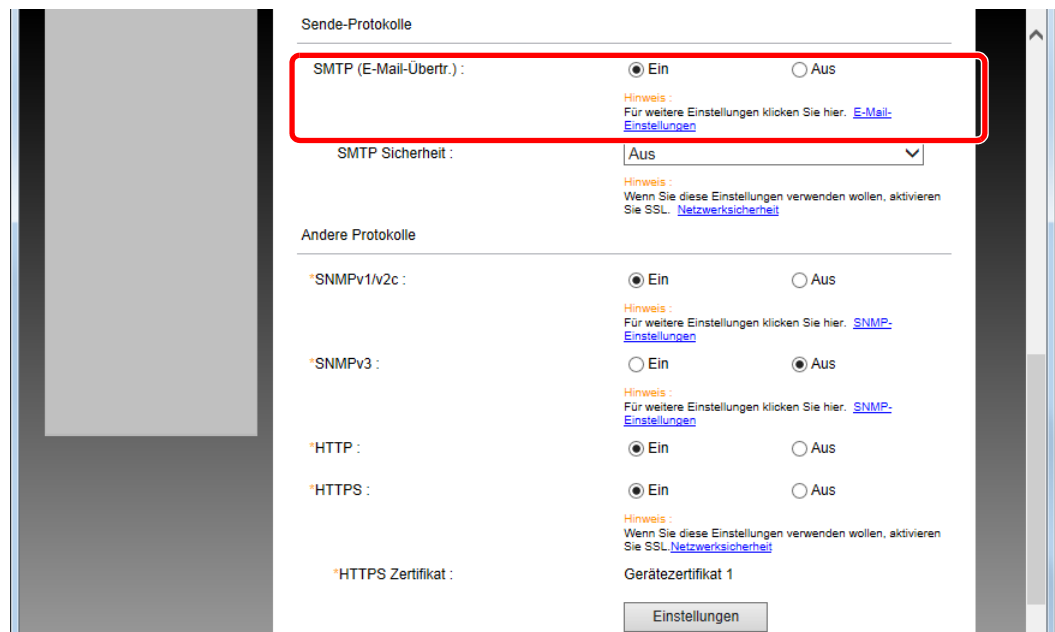 Sende-Protokolle
SMTP (E-Mail-Übertr.) : Ein Aus
Hinweis :
Für weitere Einstellungen klicken Sie hier. E-Mail-
Einstellungen
SMTP Sicherheit : Aus
Hinweis :
Wenn Sie diese Einstellungen verwenden wollen, aktivieren
Sie SSL. Netzwerksicherheit
Andere Protokolle
*SNMPv1/v2c : Ein Aus
Hinweis :
Für weitere Einstellungen klicken Sie hier. SNMP-
Einstellungen
*SNMPv3 : Ein Aus
Hinweis :
Für weitere Einstellungen klicken Sie hier. SNMP-
Einstellungen
*HTTP : Ein Aus
*HTTPS : Ein Aus
Hinweis :
Wenn Sie diese Einstellungen verwenden wollen, aktivieren
Sie SSL.Netzwerksicherheit
*HTTPS Zertifikat : Gerätezertifikat 1
Einstellungen